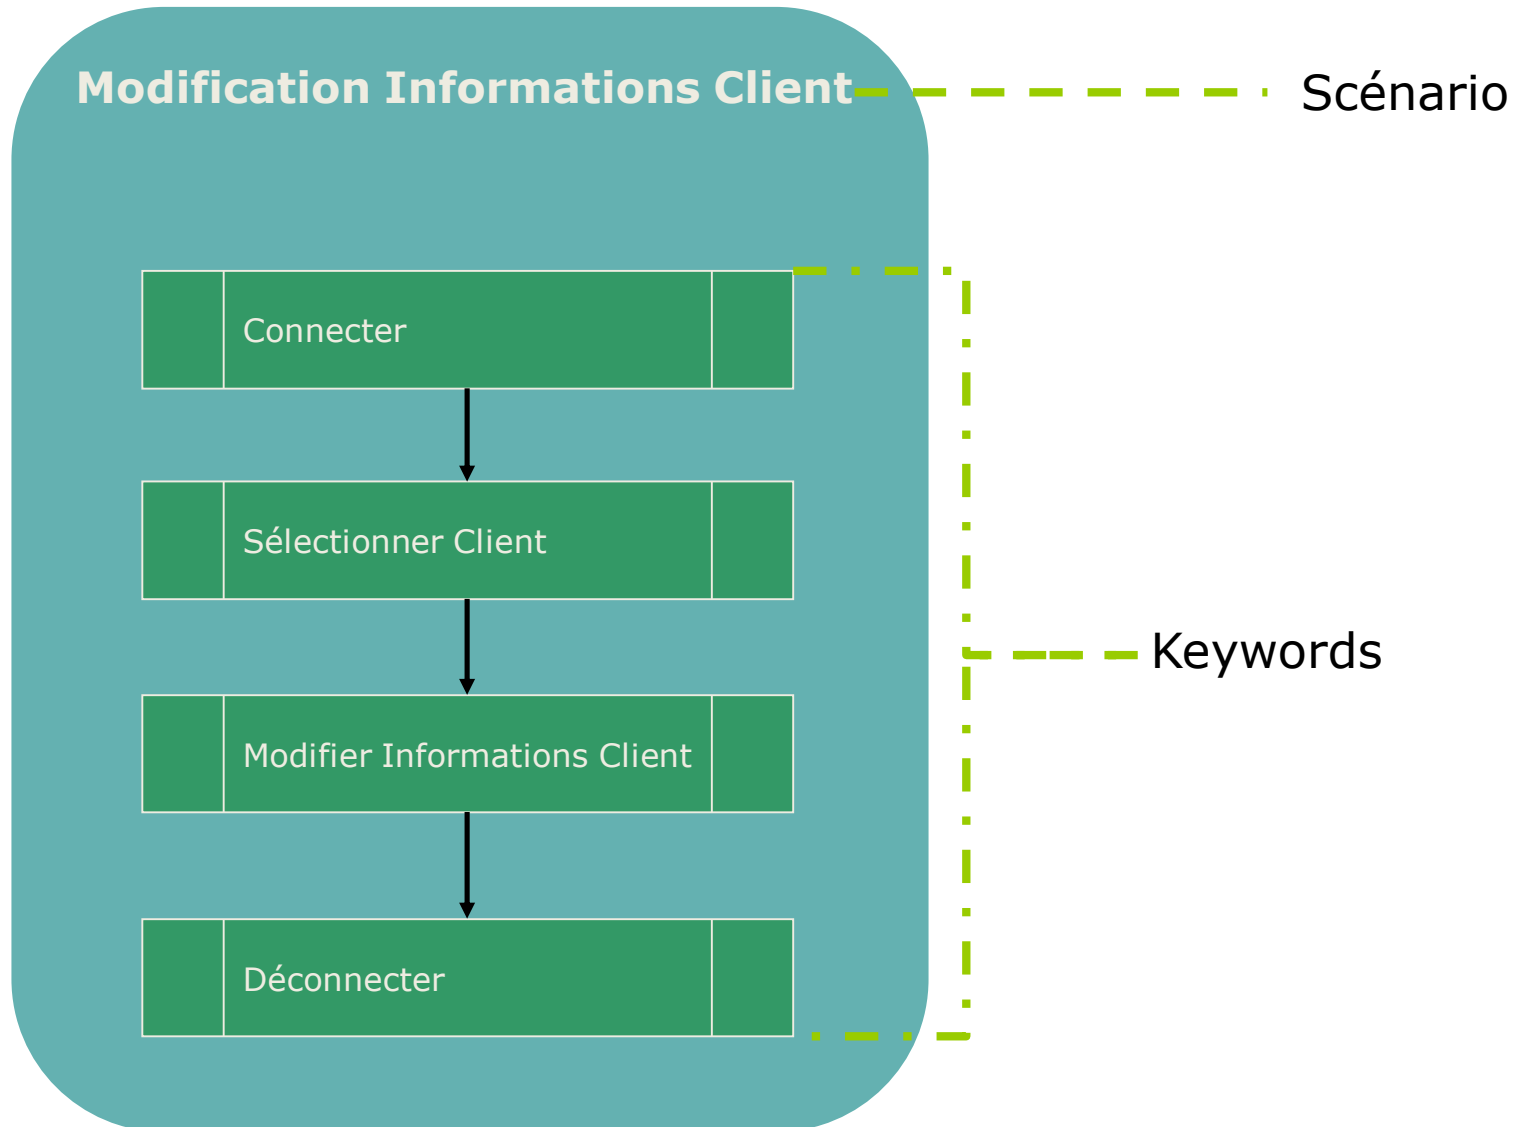 Modification Informations Client
Scénario
Connecter
Sélectionner Client
Keywords
Modifier Informations Client
Déconnecter